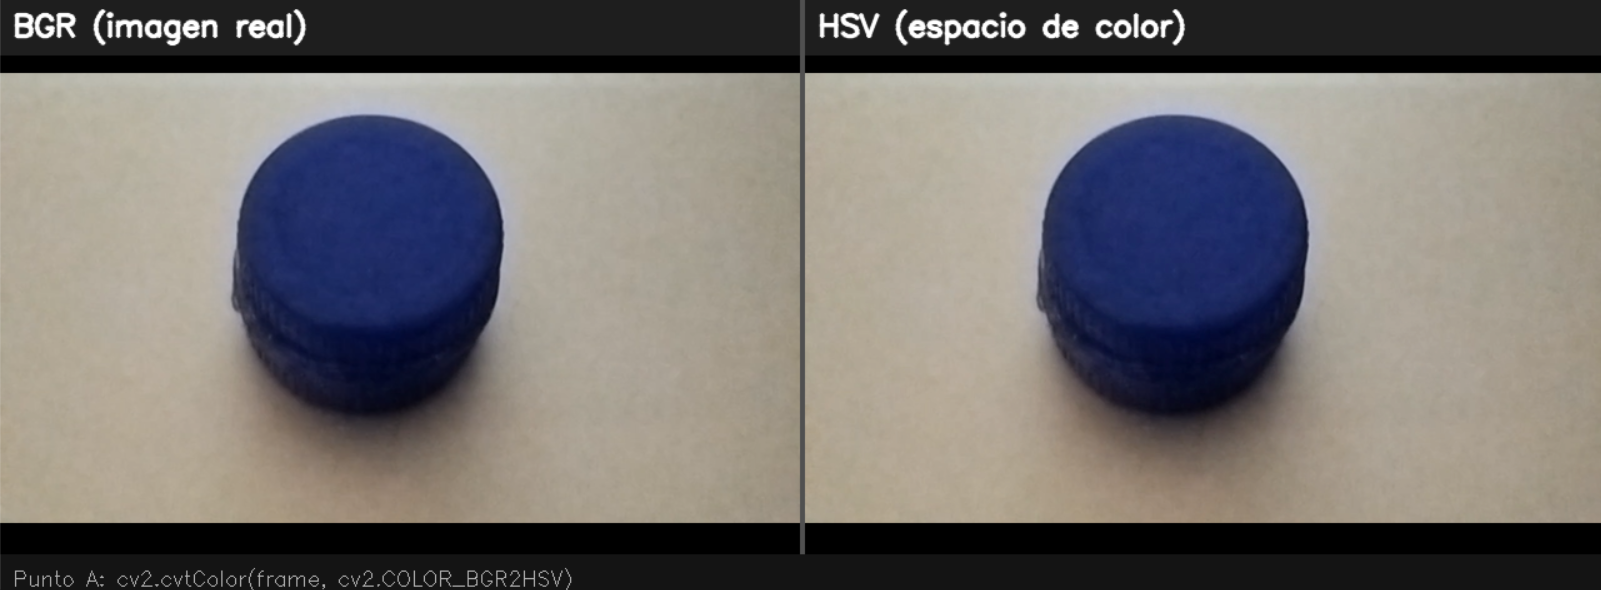 BGR (imagen real)
HSV (espacio de color)
Punto A: cv2.cvtColor(frame, cv2.COLOR_BGR2HSV)